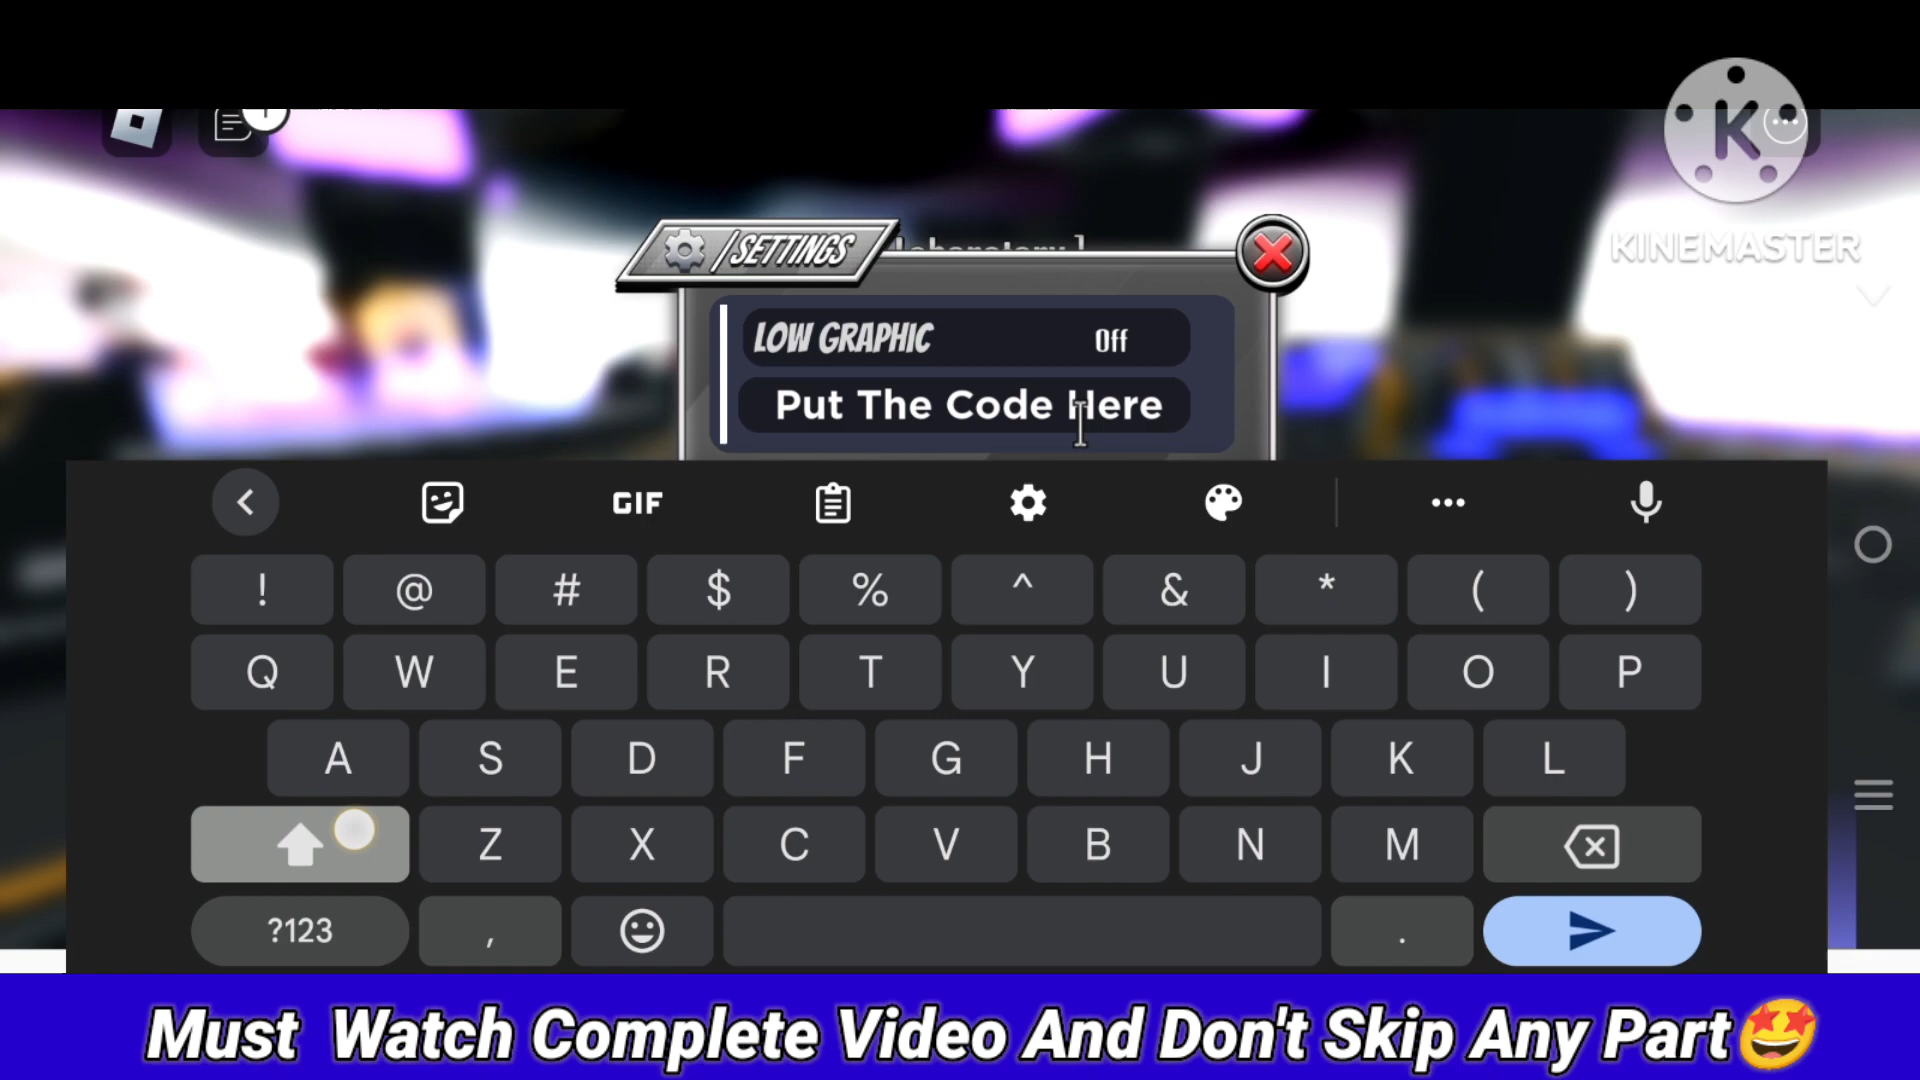 K
KINEMASTER
/SETTINGS
LOW GRAPHIC Off
Put The Code Here
GIF
! @ # $ % ^ & * ( )
Q W E R T Y U I O P
A S D F G H J K L
Z X C V B N M
?123 , .
Must Watch Complete Video And Don't Skip Any Part🤩